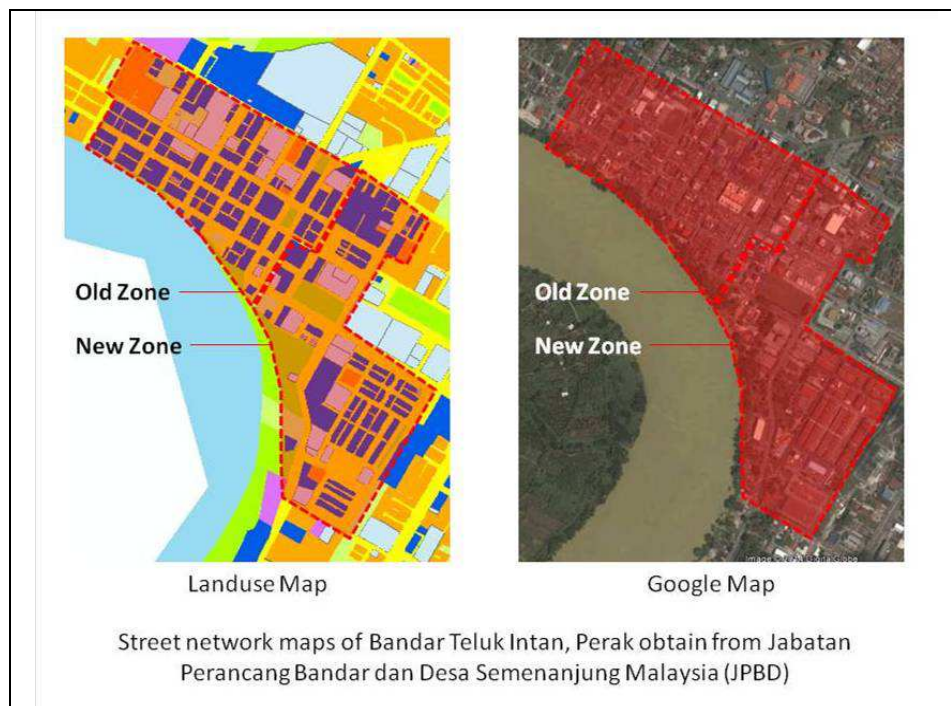 Old Zone
New Zone
Old Zone
New Zone
Landuse Map
Google Map
Street network maps of Bandar Teluk Intan, Perak obtain from Jabatan
Perancang Bandar dan Desa Semenanjung Malaysia (JPBD)